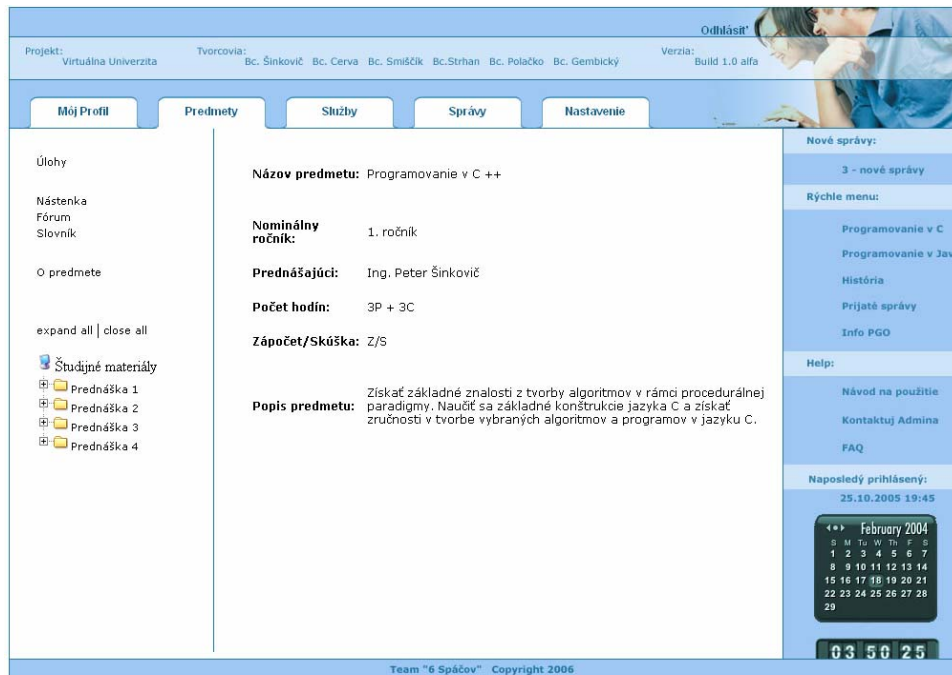 Odhlásiť
Projekt:
Virtuálna Univerzita
Tvorcovia:
Bc. Šinkovič Bc. Cerva Bc. Smiščík Bc.Strhan Bc. Polačko Bc. Gembický
Verzia:
Build 1.0 alfa
Mój Profil
Predmety
Služby
Správy
Nastavenie
Úlohy
Nástenka
Fórum
Slovník
O predmete
expand all | close all
Študijné materiály
Prednáška 1
Prednáška 2
Prednáška 3
Prednáška 4
Názov predmetu: Programovanie v C ++
Nominálny
ročník:
1. ročník
Prednášajúci: Ing. Peter Šinkovič
Počet hodín: 3P + 3C
Zápočet/Skúška: Z/S
Popis predmetu:
Získať základné znalosti z tvorby algoritmov v rámci procedurálnej
paradigmy. Naučiť sa základné konštrukcie jazyka C a získať
zručnosti v tvorbe vybraných algoritmov a programov v jazyku C.
Nové správy:
3 - nové správy
Rýchle menu:
Programovanie v C
Programovanie v Jav
História
Prijaté správy
Info PGO
Help:
Návod na použitie
Kontaktuj Admina
FAQ
Naposledý prihlásený:
25.10.2005 19:45
February 2004
S M Tu W Th F S
1 2 3 4 5 6 7
8 9 10 11 12 13 14
15 16 17 18 19 20 21
22 23 24 25 26 27 28
29
03 50 25
Team "6 Spáčov" Copyright 2006